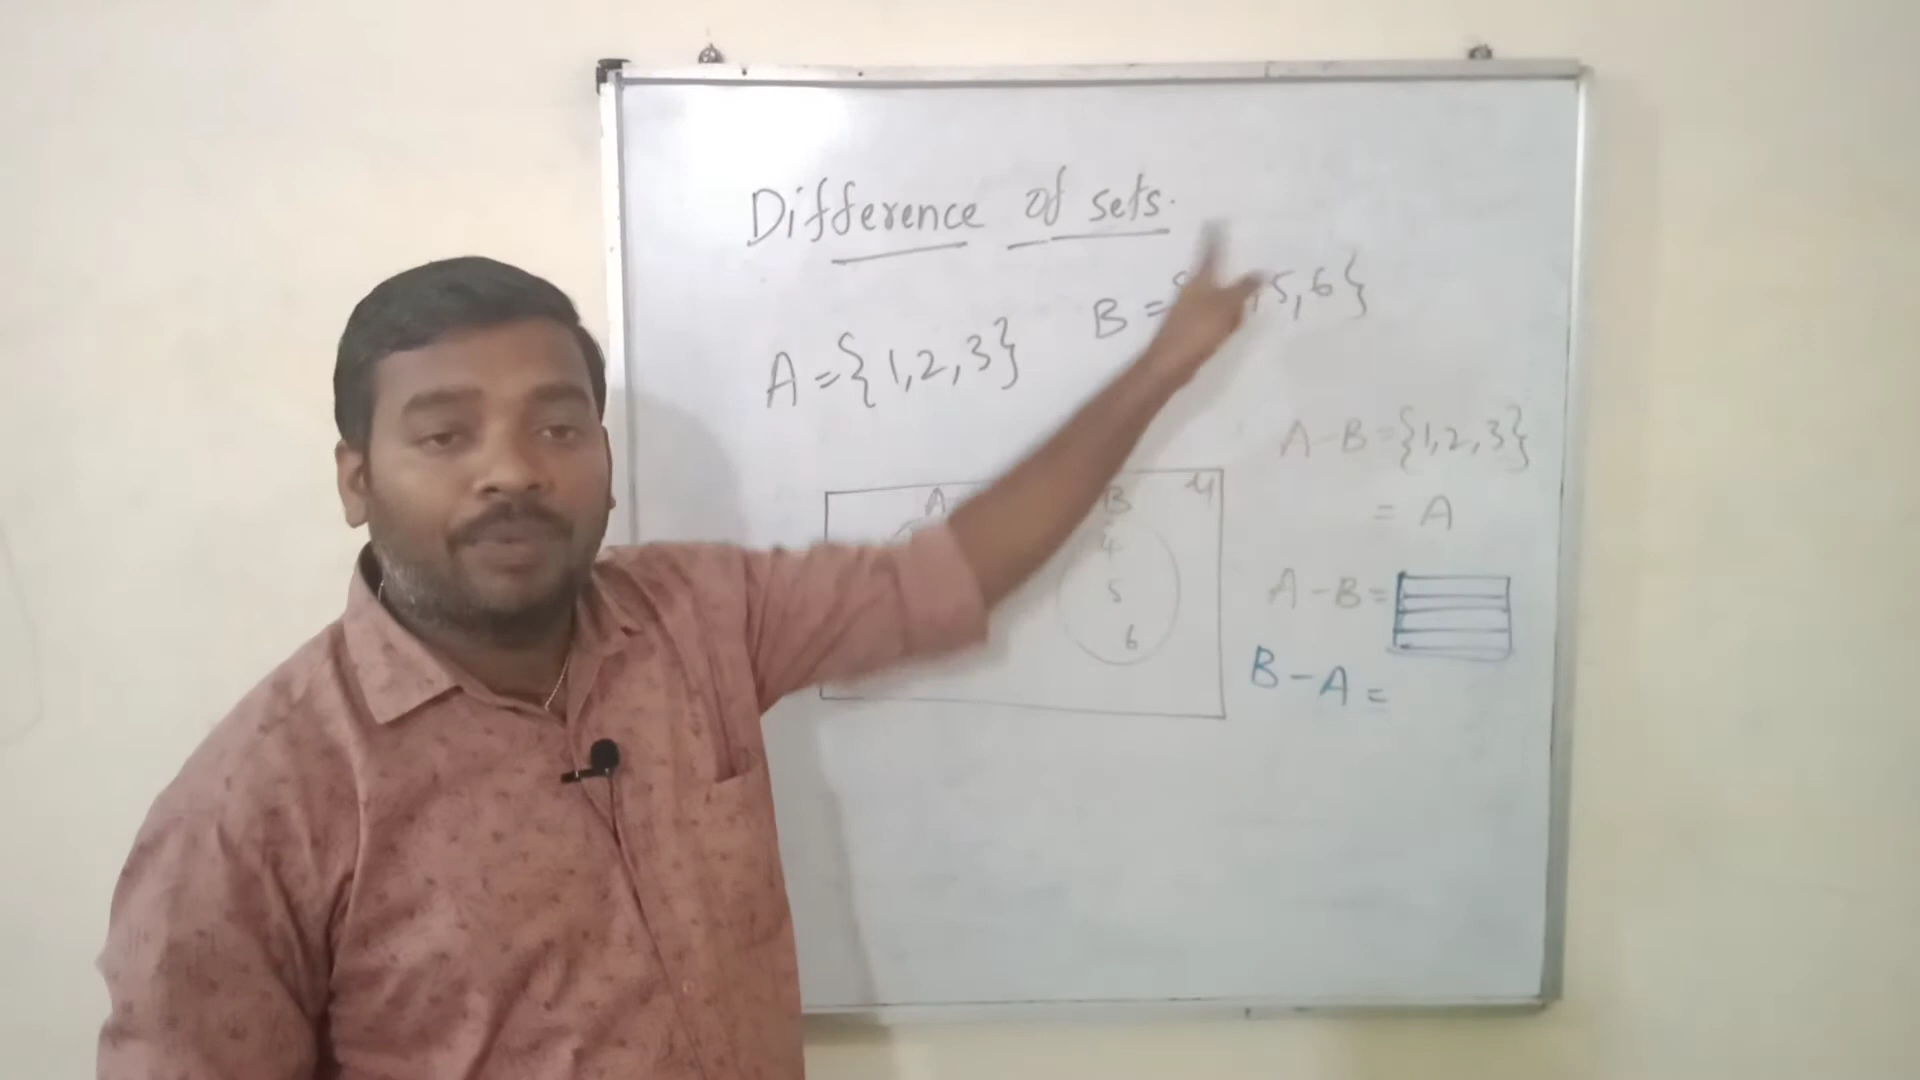 Difference of sets.
A = {1,2,3}
B = 5,6}
A B μ
4
5
6
A-B = {1,2,3}
= A
A-B =
B-A =